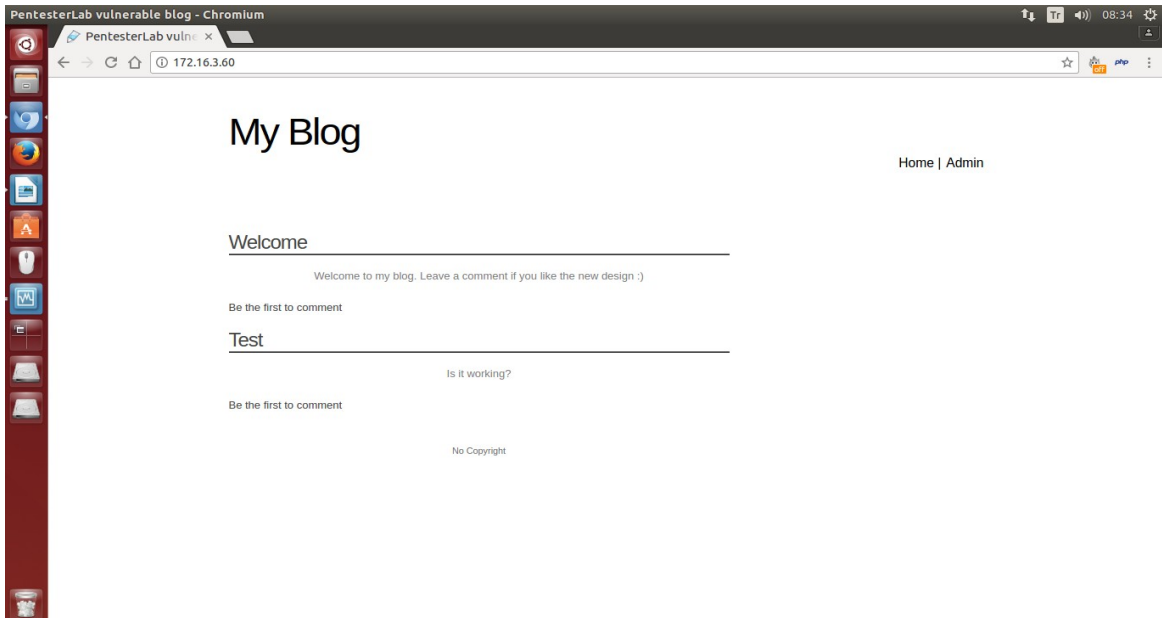 PentesterLab vulnerable blog - Chromium
Tr 08:34
PentesterLab vulne
172.16.3.60
off php
My Blog
Home | Admin
Welcome
Welcome to my blog. Leave a comment if you like the new design :)
Be the first to comment
Test
Is it working?
Be the first to comment
No Copyright